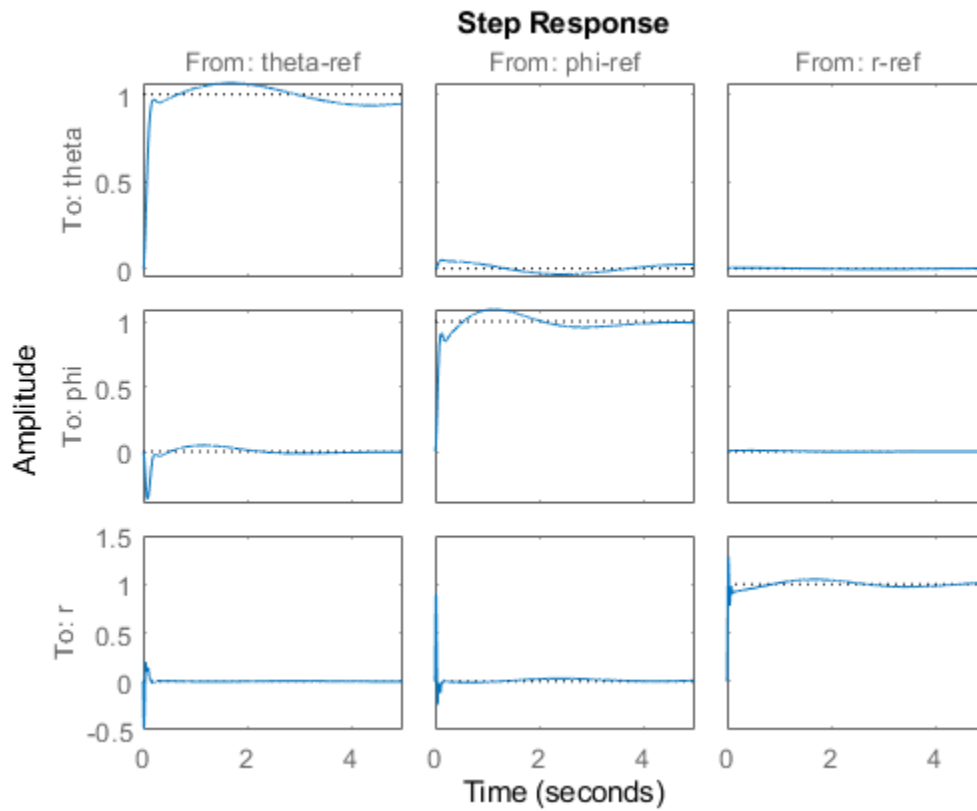 Step Response
From: theta-ref From: phi-ref From: r-ref
To: theta
1
0.5
0
To: phi
1
0.5
0
Amplitude
To: r
1.5
1
0.5
0
-0.5
0 2 4 0 2 4 0 2 4
Time (seconds)